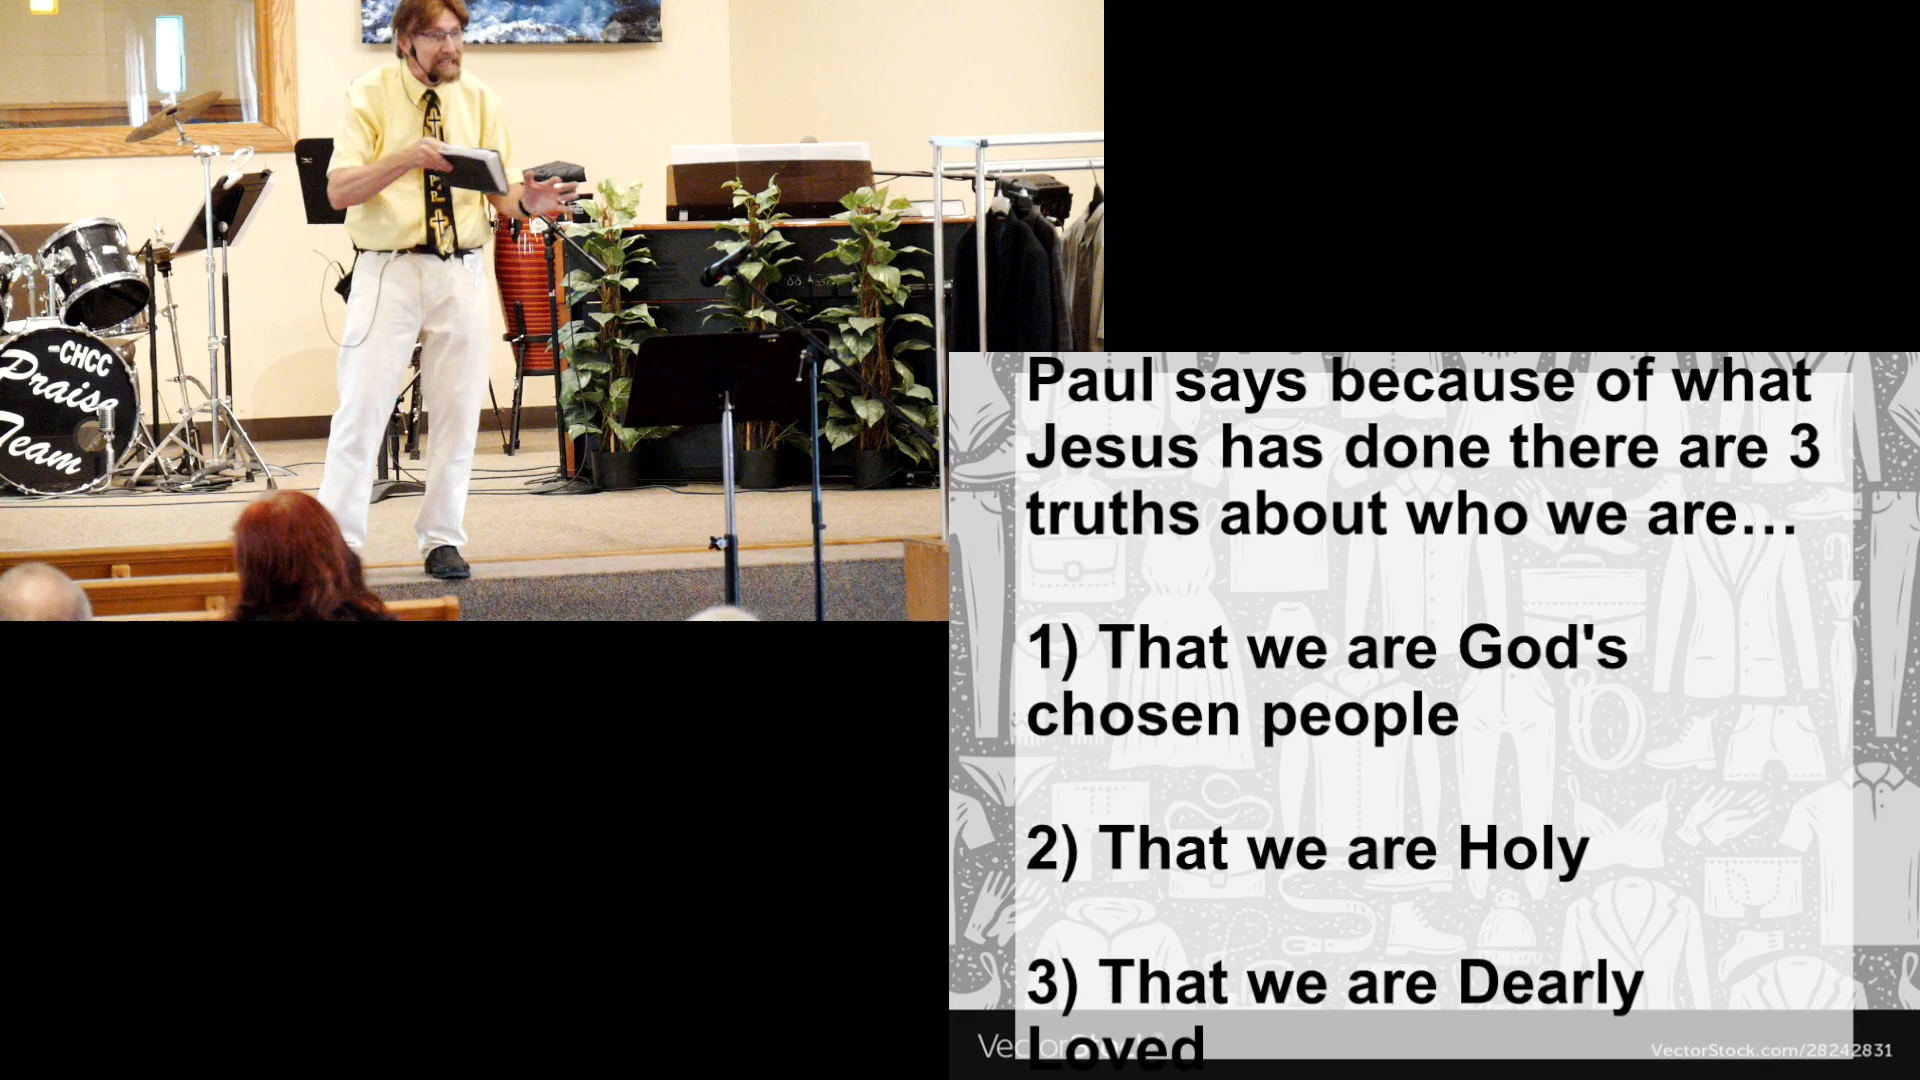 CHCC
Praise
Team
Paul says because of what
Jesus has done there are 3
truths about who we are…
1) That we are God's
chosen people
2) That we are Holy
3) That we are Dearly
Loved
VectorStock.com/28242831